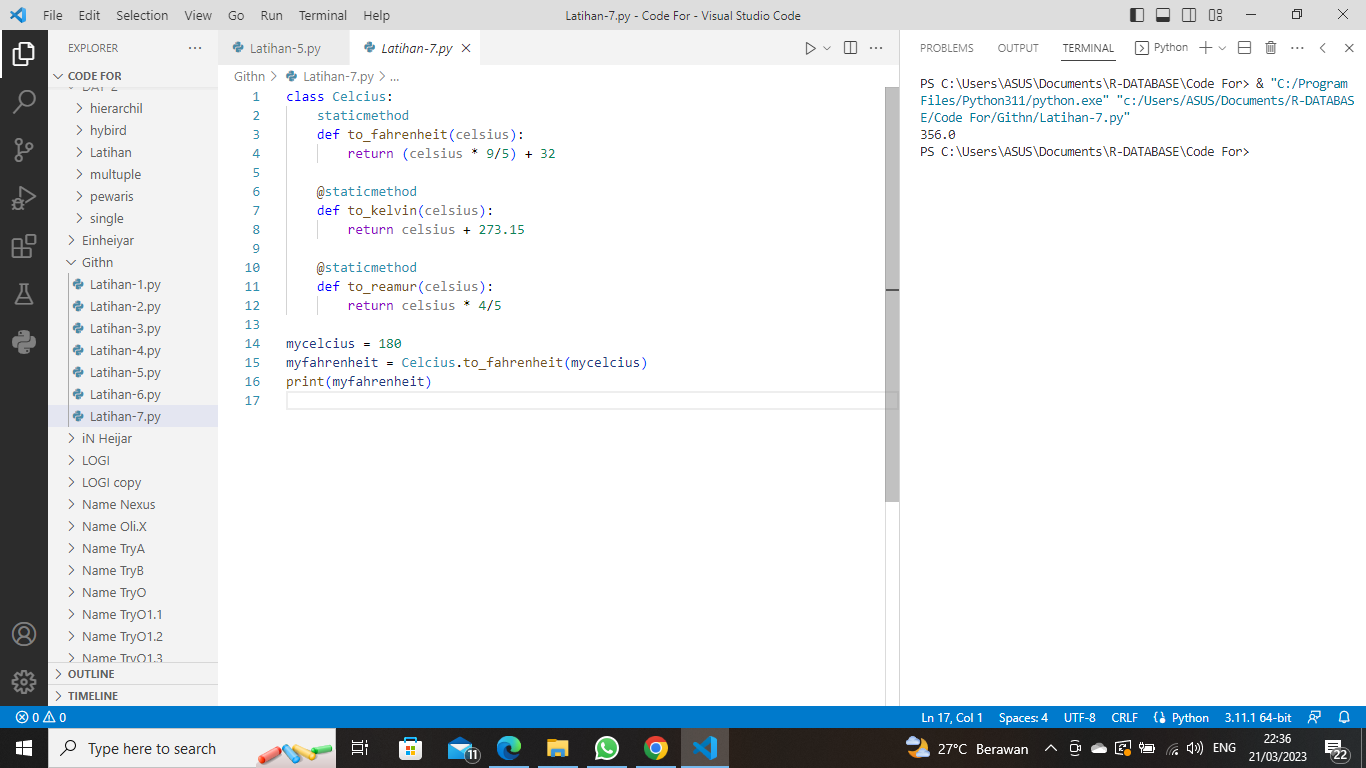 File Edit Selection View Go Run Terminal Help
Latihan-7.py - Code For - Visual Studio Code
EXPLORER
CODE FOR
DAY 2
hierarchil
hybird
Latihan
multuple
pewaris
single
Einheiyar
Githn
Latihan-1.py
Latihan-2.py
Latihan-3.py
Latihan-4.py
Latihan-5.py
Latihan-6.py
Latihan-7.py
iN Heijar
LOGI
LOGI copy
Name Nexus
Name Oli.X
Name TryA
Name TryB
Name TryO
Name TryO1.1
Name TryO1.2
Name TryO1.3
OUTLINE
TIMELINE
Latihan-5.py
Latihan-7.py
Githn > Latihan-7.py > ...
1 class Celcius:
2 staticmethod
3 def to_fahrenheit(celsius):
4 return (celsius * 9/5) + 32
5
6 @staticmethod
7 def to_kelvin(celsius):
8 return celsius + 273.15
9
10 @staticmethod
11 def to_reamur(celsius):
12 return celsius * 4/5
13
14 mycelcius = 180
15 myfahrenheit = Celcius.to_fahrenheit(mycelcius)
16 print(myfahrenheit)
17
PROBLEMS OUTPUT TERMINAL Python
PS C:\Users\ASUS\Documents\R-DATABASE\Code For> & "C:/Program
Files/Python311/python.exe" "c:/Users/ASUS/Documents/R-DATABAS
E/Code For/Githn/Latihan-7.py"
356.0
PS C:\Users\ASUS\Documents\R-DATABASE\Code For>
0 0
Ln 17, Col 1 Spaces: 4 UTF-8 CRLF Python 3.11.1 64-bit
Type here to search
11
27°C Berawan
ENG
22:36
21/03/2023
22